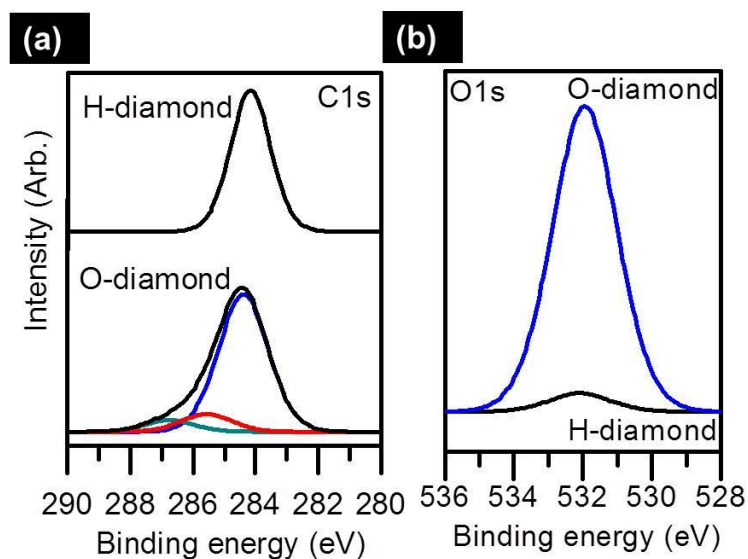 (a)
C1s
H-diamond
O-diamond
Intensity (Arb.)
290 288 286 284 282 280
Binding energy (eV)
(b)
O1s O-diamond
H-diamond
536 534 532 530 528
Binding energy (eV)